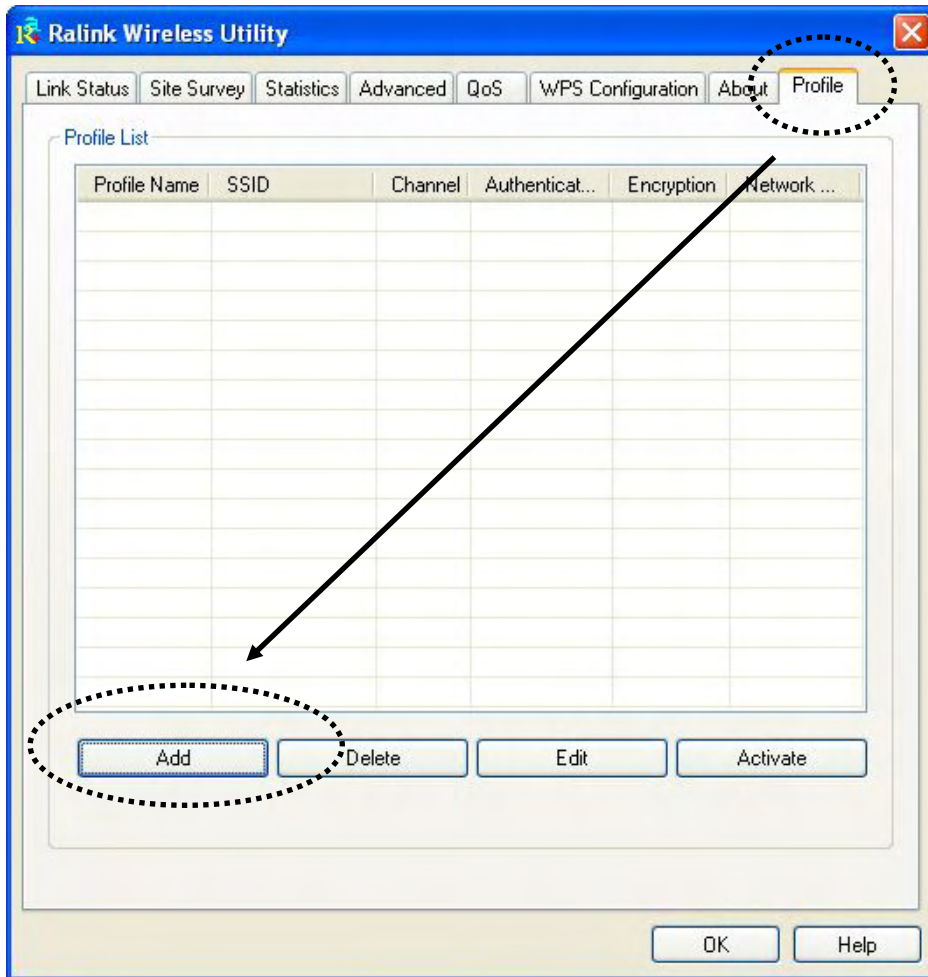 Ralink Wireless Utility
Link Status Site Survey Statistics Advanced QoS WPS Configuration About Profile
Profile List
Profile Name SSID Channel Authenticat... Encryption Network ...
Add Delete Edit Activate
OK Help